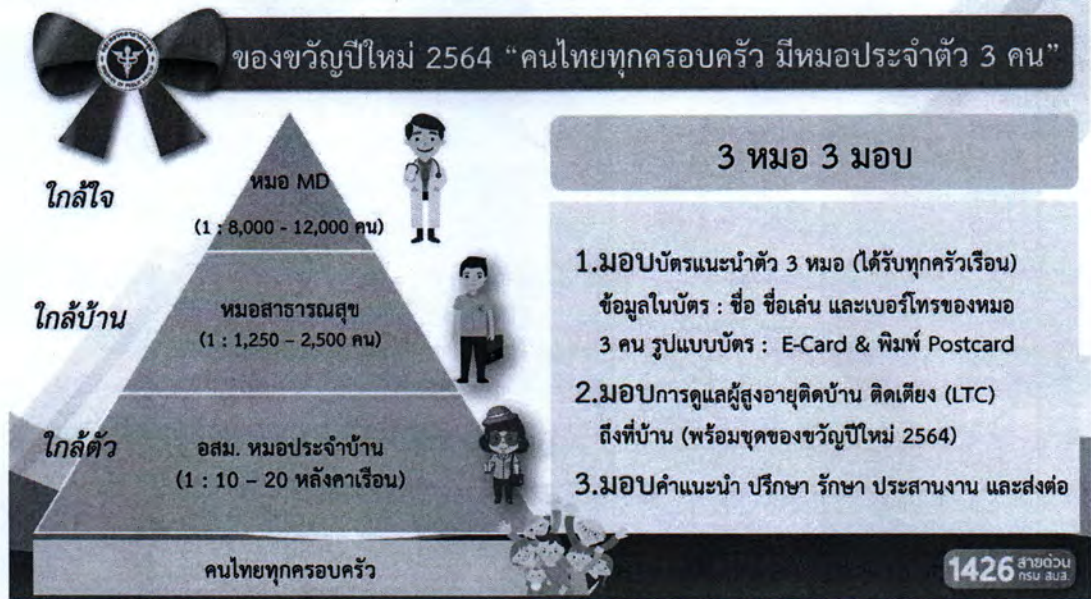 ของขวัญปีใหม่ 2564 “คนไทยทุกครอบครัว มีหมอประจำตัว 3 คน”
ใกล้ใจ
หมอ MD
(1 : 8,000 - 12,000 คน)
ใกล้บ้าน
หมอสาธารณสุข
(1 : 1,250 – 2,500 คน)
ใกล้ตัว
อสม. หมอประจำบ้าน
(1 : 10 – 20 หลังคาเรือน)
คนไทยทุกครอบครัว
3 หมอ 3 มอบ
1.มอบบัตรแนะนำตัว 3 หมอ (ได้รับทุกครัวเรือน)
ข้อมูลในบัตร : ชื่อ ชื่อเล่น และเบอร์โทรของหมอ
3 คน รูปแบบบัตร : E-Card & พิมพ์ Postcard
2.มอบการดูแลผู้สูงอายุติดบ้าน ติดเตียง (LTC)
ถึงที่บ้าน (พร้อมชุดของขวัญปีใหม่ 2564)
3.มอบคำแนะนำ ปรึกษา รักษา ประสานงาน และส่งต่อ
1426 สายด่วน
กรม สบส.